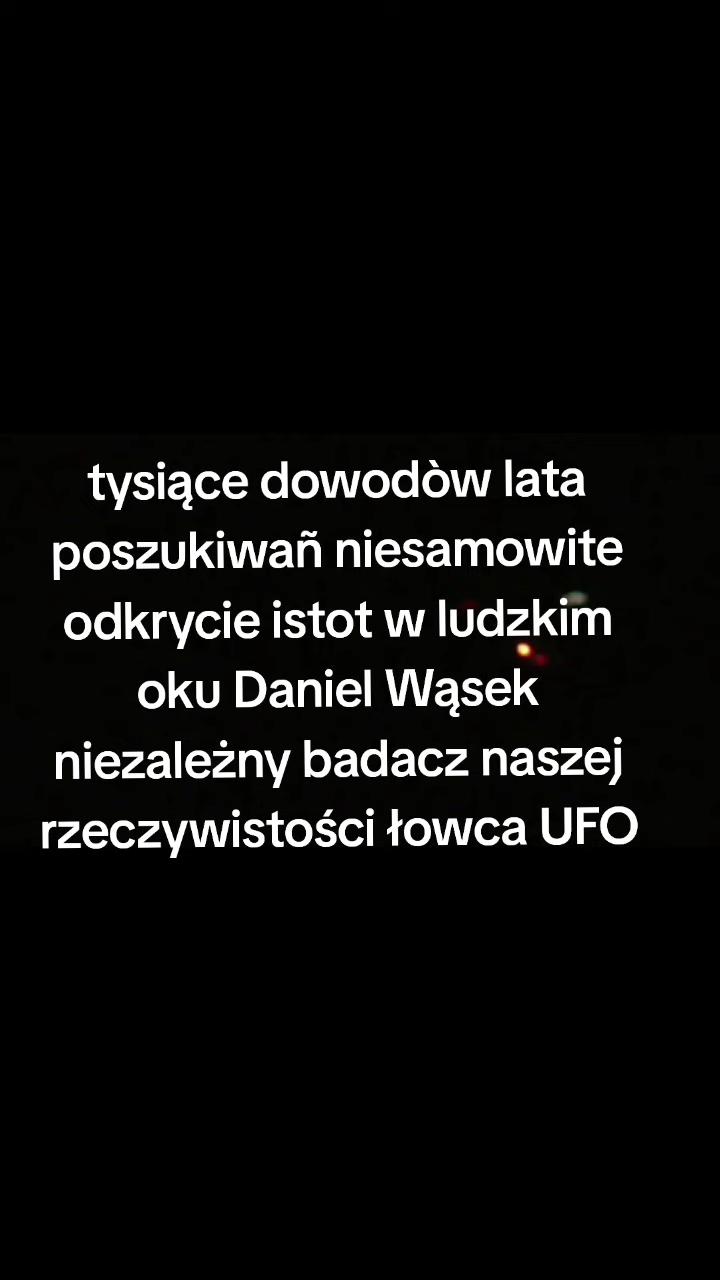 tysiące dowodòw lata
poszukiwañ niesamowite
odkrycie istot w ludzkim
oku Daniel Wąsek
niezależny badacz naszej
rzeczywistości łowca UFO